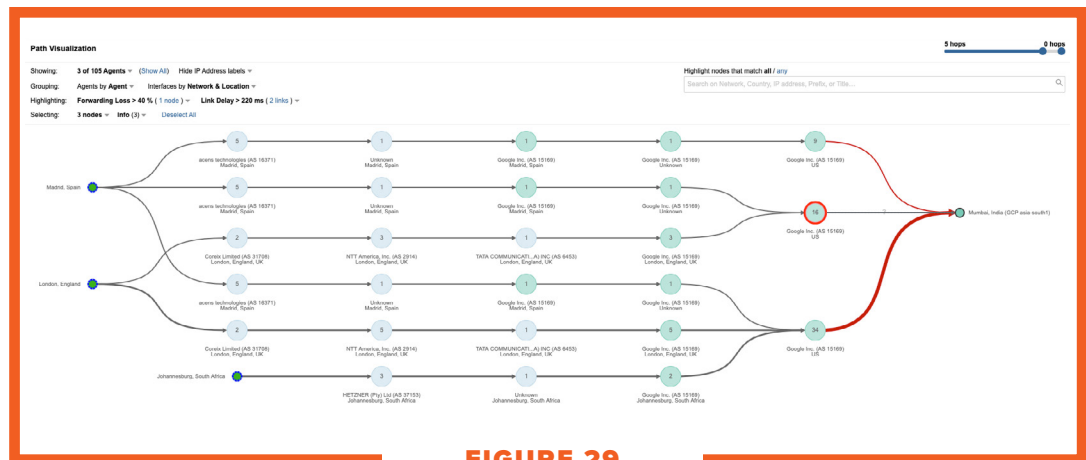 Path Visualization
5 hops 0 hops
Showing: 3 of 105 Agents (Show All) Hide IP Address labels
Highlight nodes that match all / any
Grouping: Agents by Agent Interfaces by Network & Location
Search on Network, Country, IP address, Prefix, or Title...
Highlighting: Forwarding Loss > 40 % ( 1 node ) Link Delay > 220 ms ( 2 links )
Selecting: 3 nodes Info (3) Deselect All
5 1 1 1 9
acens technologies (AS 16371) Unknown Google Inc. (AS 15169) Google Inc. (AS 15169) Google Inc. (AS 15169)
Madrid, Spain Madrid, Spain Madrid, Spain Unknown US
Madrid, Spain 5 1 1 1
acens technologies (AS 16371) Unknown Google Inc. (AS 15169) Google Inc. (AS 15169)
Madrid, Spain Madrid, Spain Madrid, Spain Unknown
16 Mumbai, India (GCP asia-south1)
Google Inc. (AS 15169)
US
2 3 1 3
Coreix Limited (AS 31708) NTT America, Inc. (AS 2914) TATA COMMUNICATI...A) INC (AS 6453) Google Inc. (AS 15169)
London, England, UK London, England, UK London, England, UK London, England, UK
London, England 5 1 1 1
acens technologies (AS 16371) Unknown Google Inc. (AS 15169) Google Inc. (AS 15169)
Madrid, Spain Madrid, Spain Madrid, Spain Unknown
2 5 1 5 34
Coreix Limited (AS 31708) NTT America, Inc. (AS 2914) TATA COMMUNICATI...A) INC (AS 6453) Google Inc. (AS 15169) Google Inc. (AS 15169)
London, England, UK London, England, UK London, England, UK London, England, UK US
Johannesburg, South Africa 3 1 2
HETZNER (Pty) Ltd (AS 37153) Unknown Google Inc. (AS 15169)
Johannesburg, South Africa Johannesburg, South Africa Johannesburg, South Africa
FIGURE 29